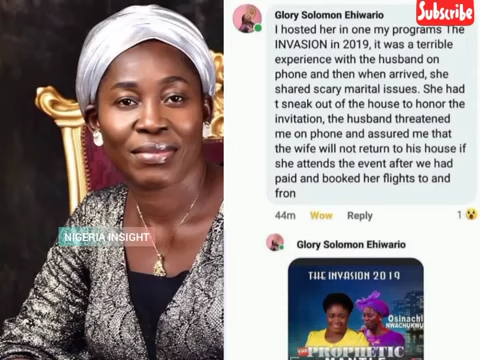 Subscribe
Glory Solomon Ehiwario
I hosted her in one my programs The
INVASION in 2019, it was a terrible
experience with the husband on
phone and then when arrived, she
shared scary marital issues. She had
t sneak out of the house to honor the
invitation, the husband threatened
me on phone and assured me that
the wife will not return to his house if
she attends the event after we had
paid and booked her flights to and
fron
44m Wow Reply 1
NIGERIA INSIGHT
Glory Solomon Ehiwario
THE INVASION 2019
Osinachi
NWACHUKWU
THE
PROPHETIC